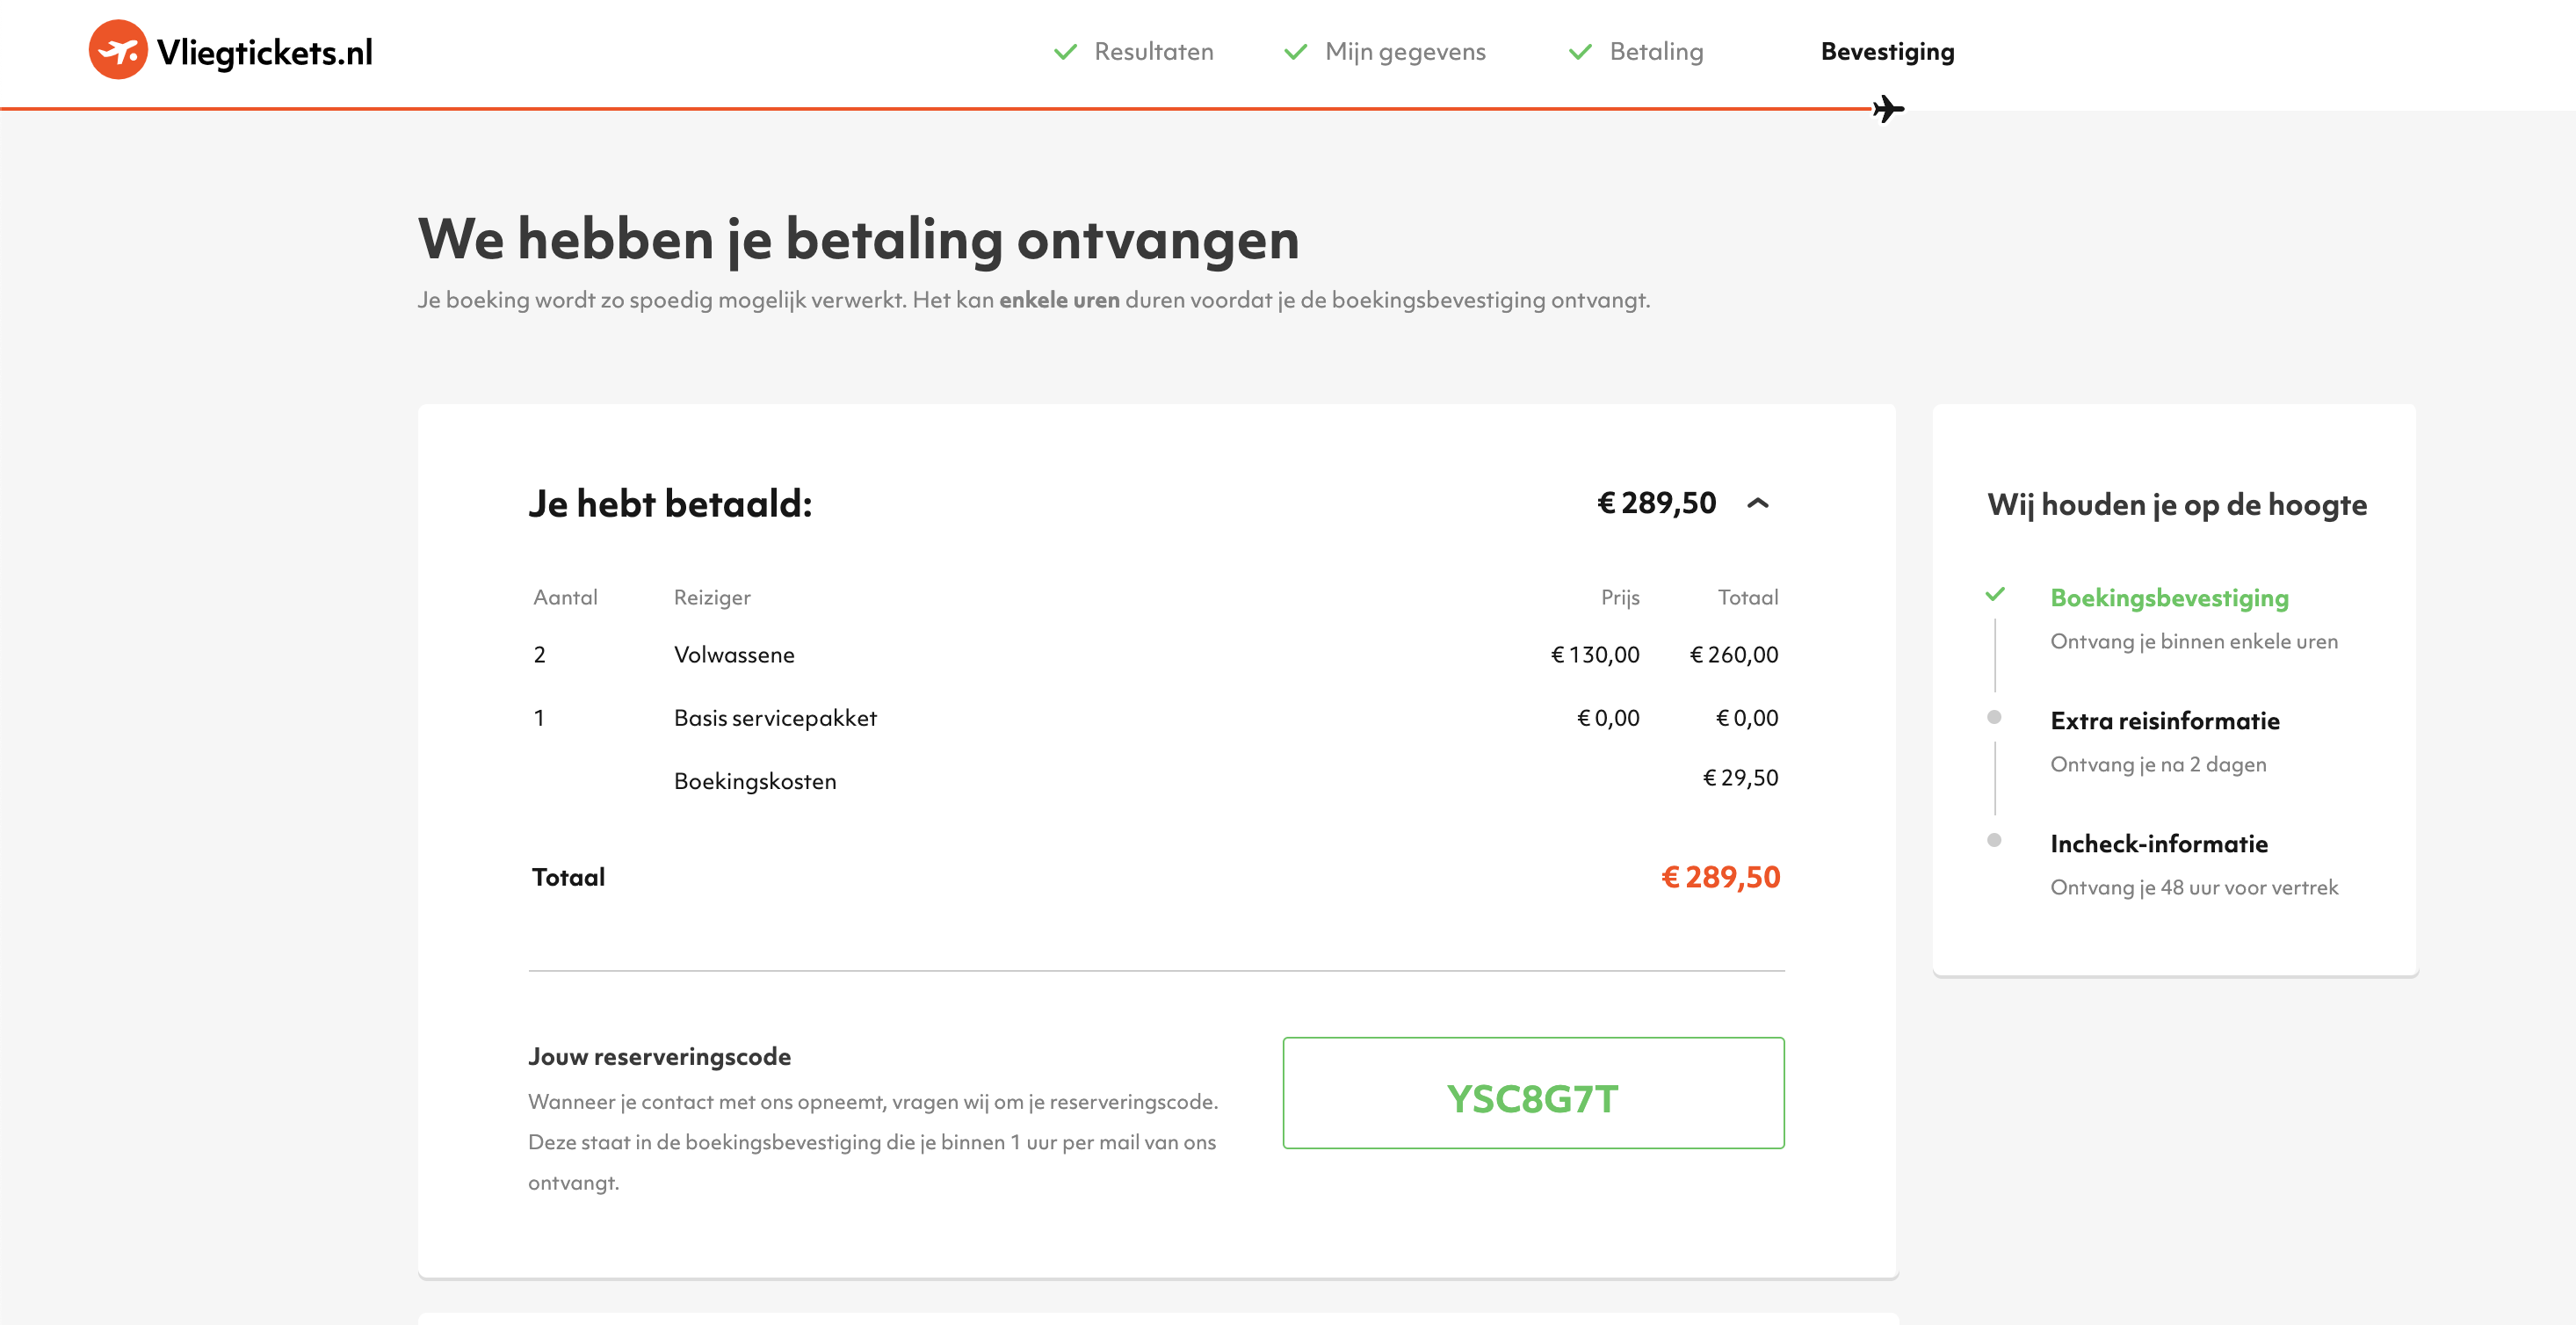 Vliegtickets.nl
Resultaten
Mijn gegevens
Betaling
Bevestiging
We hebben je betaling ontvangen
Je boeking wordt zo spoedig mogelijk verwerkt. Het kan enkele uren duren voordat je de boekingsbevestiging ontvangt.
Je hebt betaald: € 289,50
Aantal Reiziger Prijs Totaal
2 Volwassene € 130,00 € 260,00
1 Basis servicepakket € 0,00 € 0,00
Boekingskosten € 29,50
Totaal € 289,50
Jouw reserveringscode
Wanneer je contact met ons opneemt, vragen wij om je reserveringscode.
Deze staat in de boekingsbevestiging die je binnen 1 uur per mail van ons
ontvangt.
YSC8G7T
Wij houden je op de hoogte
Boekingsbevestiging
Ontvang je binnen enkele uren
Extra reisinformatie
Ontvang je na 2 dagen
Incheck-informatie
Ontvang je 48 uur voor vertrek